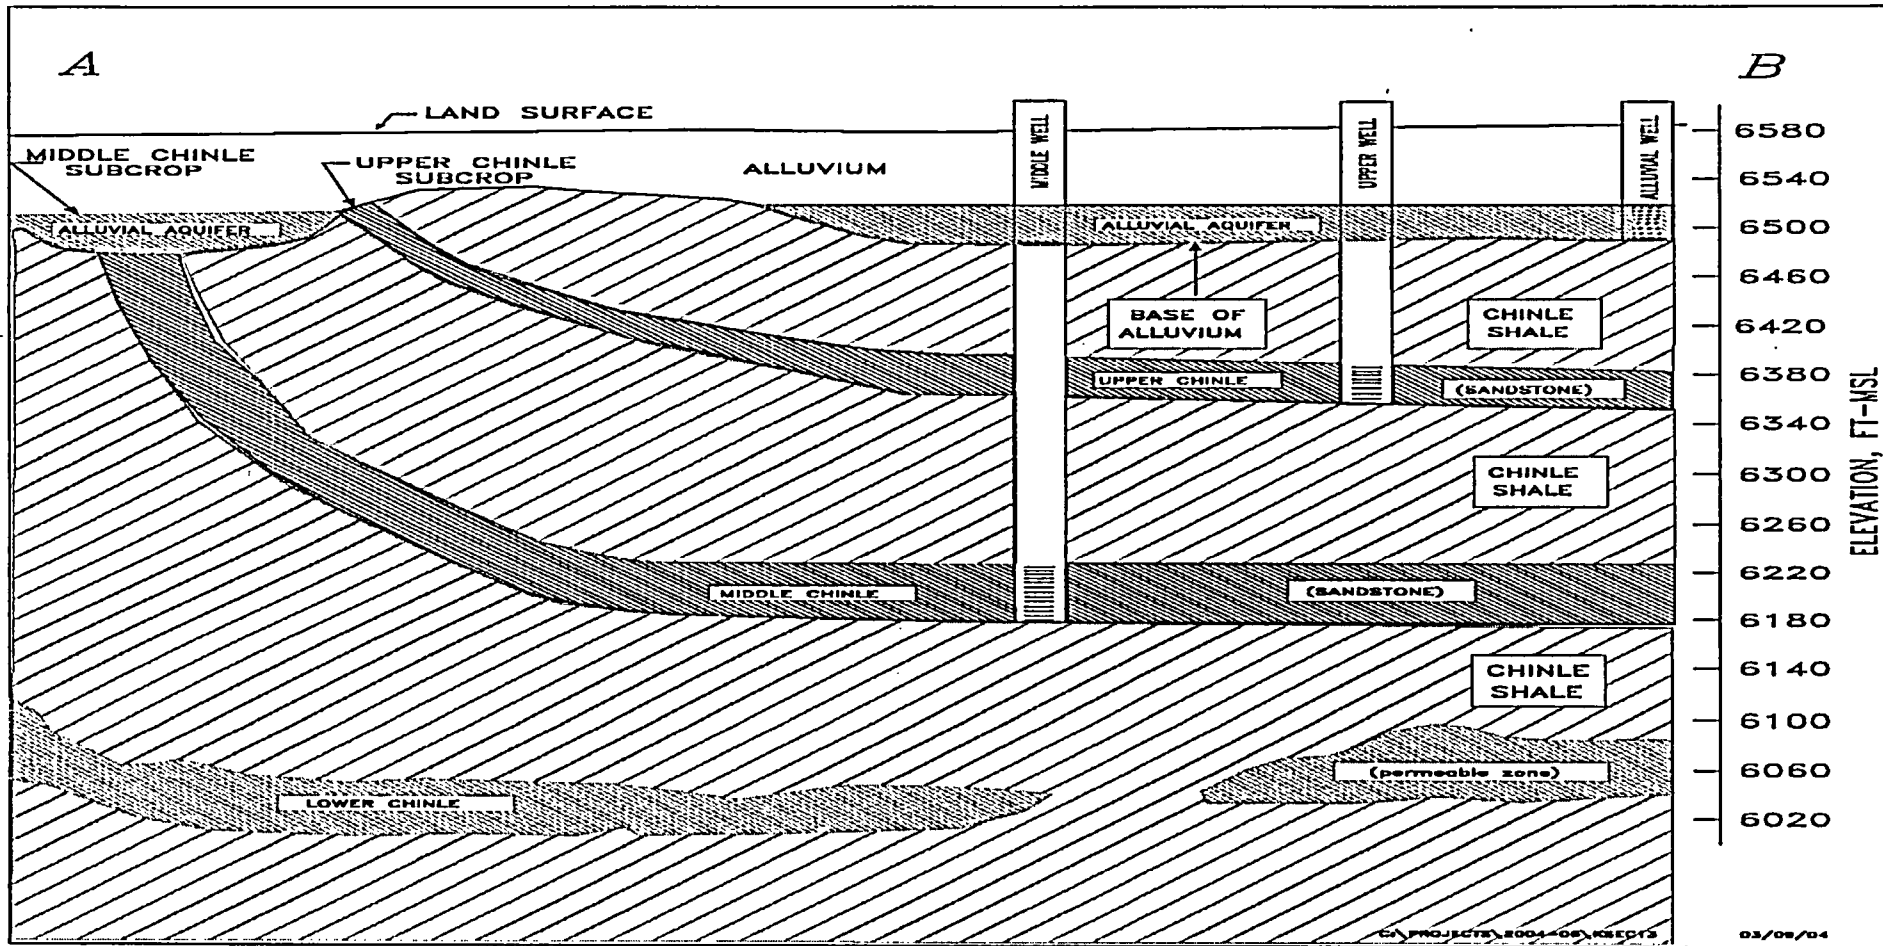 A
B
LAND SURFACE
MIDDLE CHINLE
SUBCROP
UPPER CHINLE
SUBCROP
ALLUVIUM
MIDDLE WELL
UPPER WELL
ALLUVIAL WELL
6580
6540
6500
6460
6420
6380
6340
6300
6260
6220
6180
6140
6100
6060
6020
ELEVATION, FT-MSL
ALLUVIAL AQUIFER
ALLUVIAL AQUIFER
BASE OF
ALLUVIUM
CHINLE
SHALE
UPPER CHINLE
(SANDSTONE)
CHINLE
SHALE
MIDDLE CHINLE
(SANDSTONE)
CHINLE
SHALE
(permeable zone)
LOWER CHINLE
03/09/04